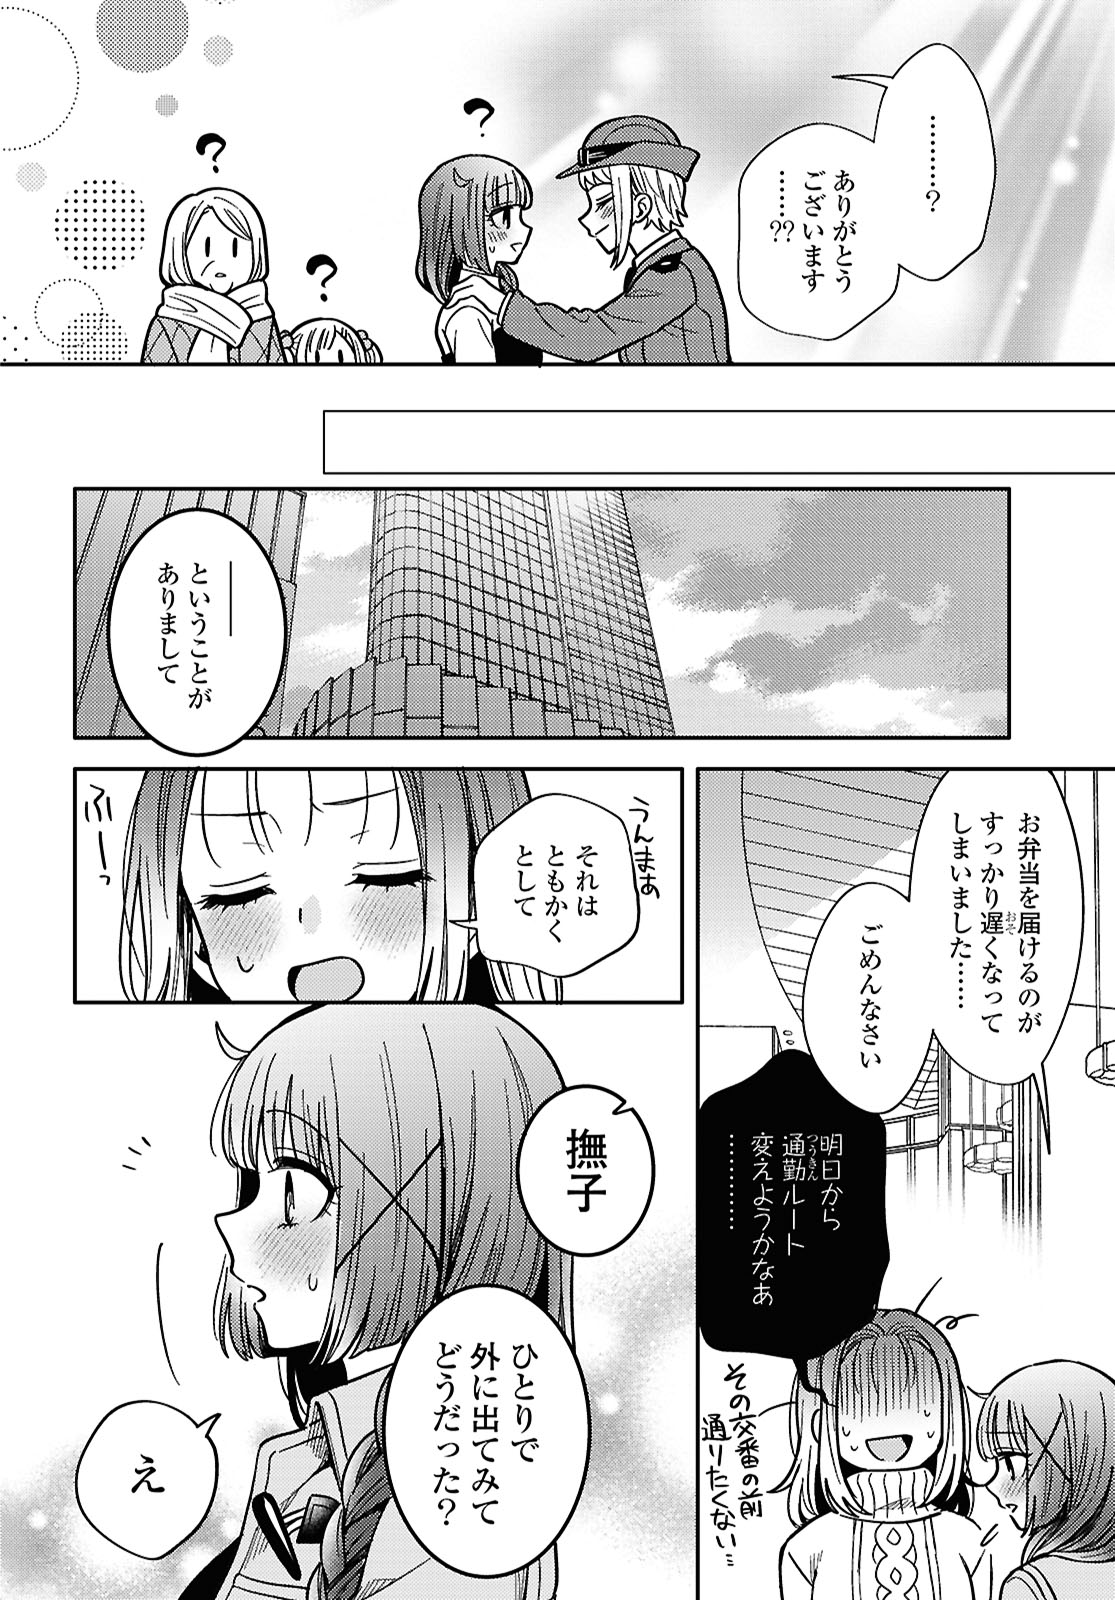 ……？
ありがとう
ございます
……??
？
？
？
――
ということが
ありまして
お弁当を届けるのが
すっかり遅くなって
おそ
しまいました……
ごめんなさい
明日から
通勤ルート
つうきん
変えようかなあ
………
その交番の前
通りたくない…
うんまぁ
それは
ともかく
として
ふーっ
撫子
ひとりで
外に出てみて
どうだった？
え